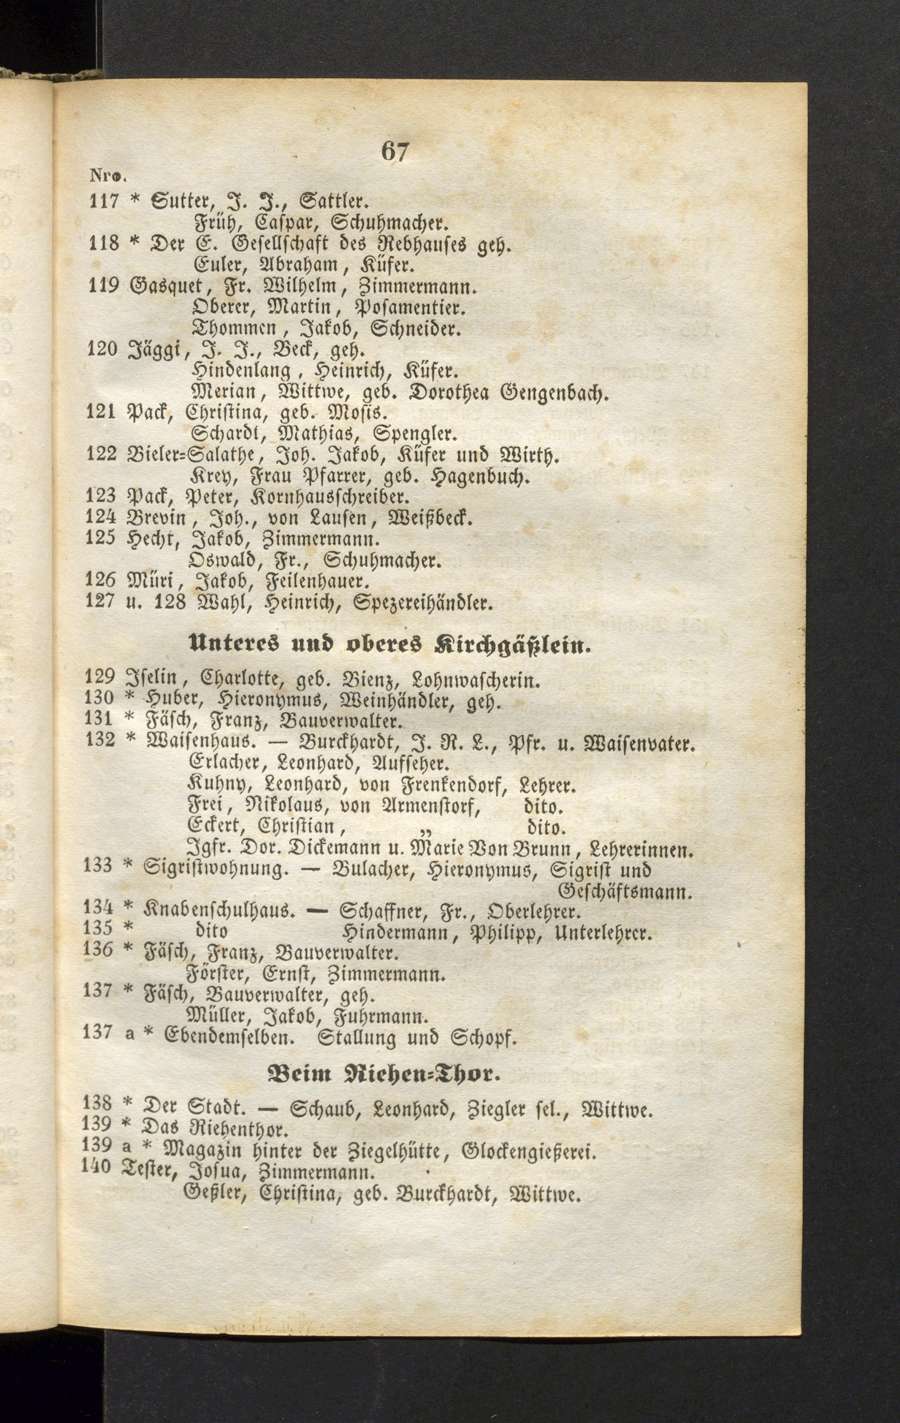 67
Nro.
117 * Sutter, J. J., Sattler.
Früh, Caspar, Schuhmacher.
118 * Der E. Gesellschaft des Rebhauses geh.
Euler, Abraham, Küfer.
119 Gasquet, Fr. Wilhelm, Zimmermann.
Oberer, Martin, Posamentier.
Thommen, Jakob, Schneider.
120 Jäggi, J. J., Beck, geh.
Hindenlang, Heinrich, Küfer.
Merian, Wittwe, geb. Dorothea Gengenbach.
121 Pack, Christina, geb. Mosis.
Schardt, Mathias, Spengler.
122 Bieler-Salathe, Joh. Jakob, Küfer und Wirth.
Krey, Frau Pfarrer, geb. Hagenbuch.
123 Pack, Peter, Kornhausschreiber.
124 Brevin, Joh., von Lausen, Weißbeck.
125 Hecht, Jakob, Zimmermann.
Oswald, Fr., Schuhmacher.
126 Müri, Jakob, Feilenhauer.
127 u. 128 Wahl, Heinrich, Spezereihändler.
Unteres und oberes Kirchgäßlein.
129 Iselin, Charlotte, geb. Bienz, Lohnwascherin.
130 * Huber, Hieronymus, Weinhändler, geh.
131 * Fäsch, Franz, Bauverwalter.
132 * Waisenhaus. — Burckhardt, J. R. L., Pfr. u. Waisenvater.
Erlacher, Leonhard, Aufseher.
Kuhny, Leonhard, von Frenkendorf, Lehrer.
Frei, Nikolaus, von Armenstorf, dito.
Eckert, Christian, „ dito.
Jgfr. Dor. Dickemann u. Marie Von Brunn, Lehrerinnen.
133 * Sigristwohnung. — Bulacher, Hieronymus, Sigrist und
Geschäftsmann.
134 * Knabenschulhaus. — Schaffner, Fr., Oberlehrer.
135 * dito Hindermann, Philipp, Unterlehrer.
136 * Fäsch, Franz, Bauverwalter.
Förster, Ernst, Zimmermann.
137 * Fäsch, Bauverwalter, geh.
Müller, Jakob, Fuhrmann.
137 a * Ebendemselben. Stallung und Schopf.
Beim Riehen-Thor.
138 * Der Stadt. — Schaub, Leonhard, Ziegler sel., Wittwe.
139 * Das Riehenthor.
139 a * Magazin hinter der Ziegelhütte, Glockengießerei.
140 Tester, Josua, Zimmermann.
Geßler, Christina, geb. Burckhardt, Wittwe.